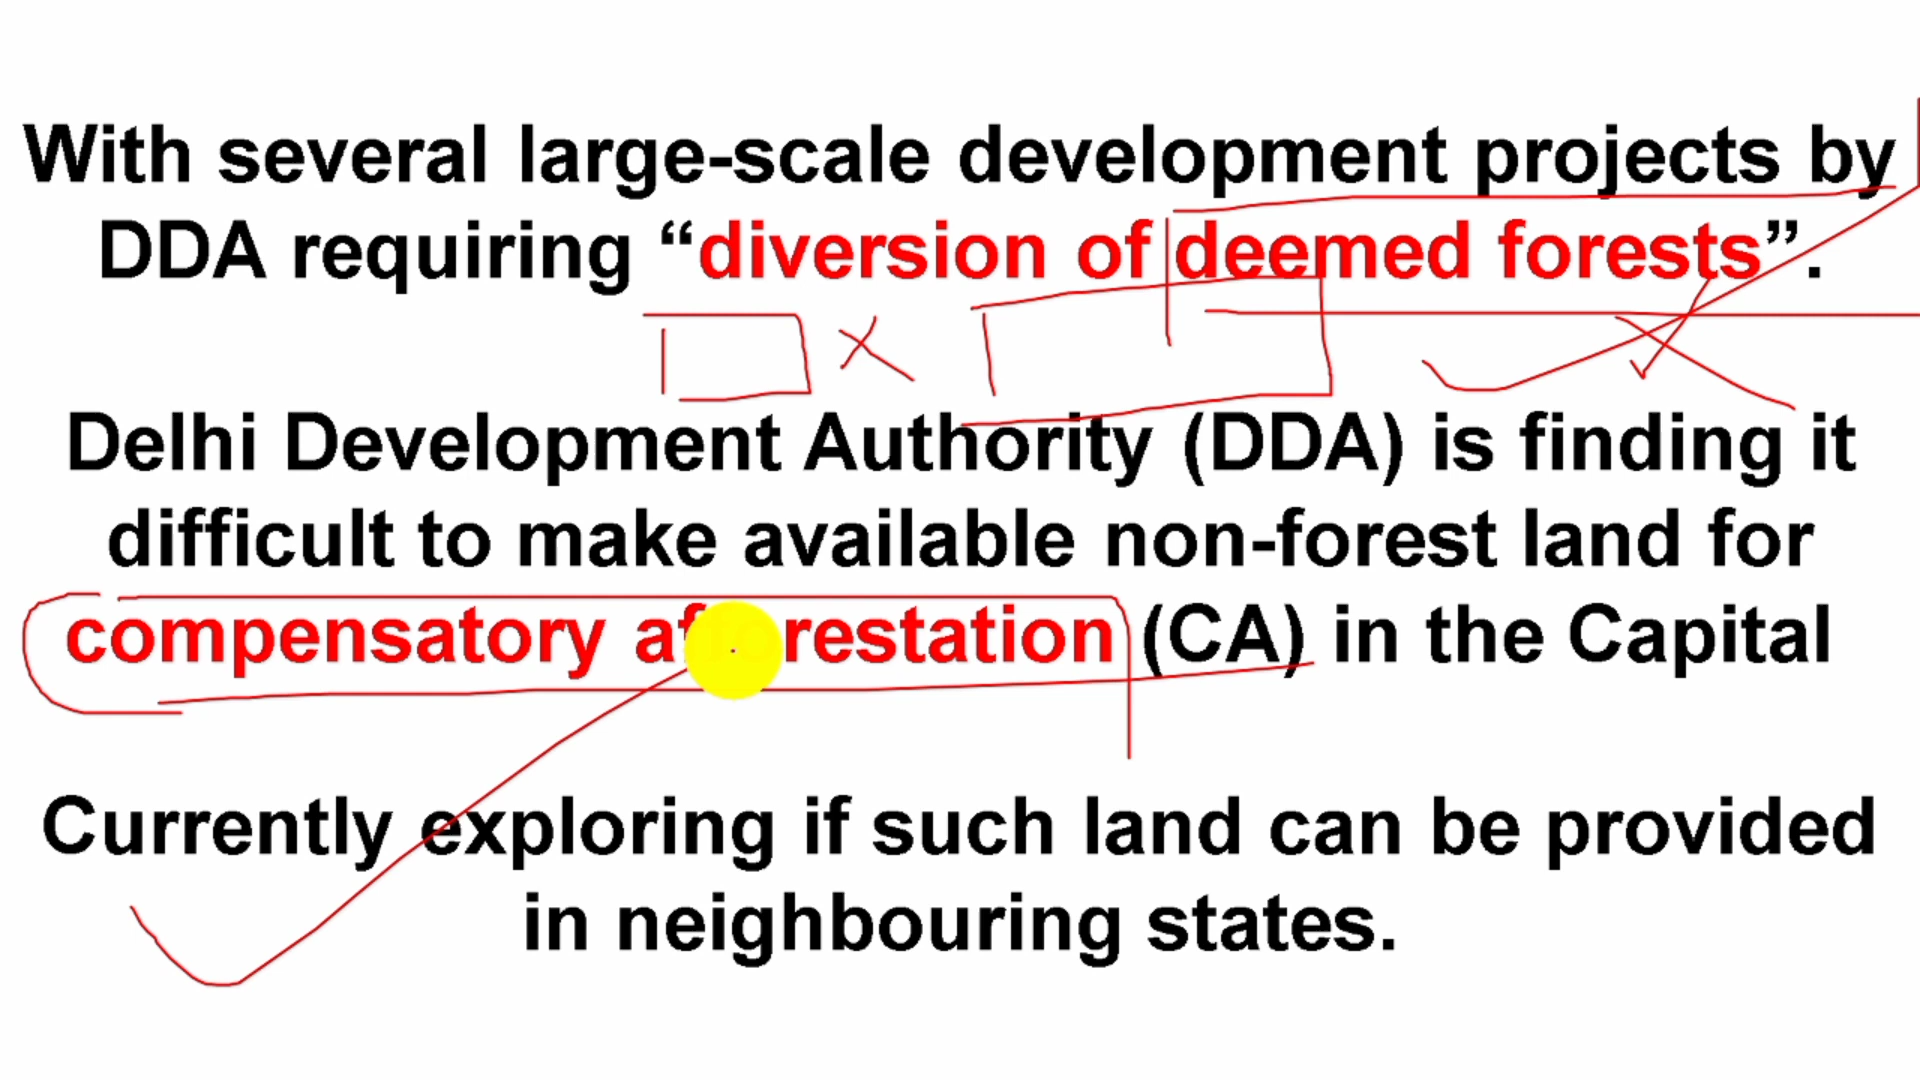 With several large-scale development projects by
DDA requiring “diversion of deemed forests”.
Delhi Development Authority (DDA) is finding it
difficult to make available non-forest land for
compensatory afforestation (CA) in the Capital
Currently exploring if such land can be provided
in neighbouring states.